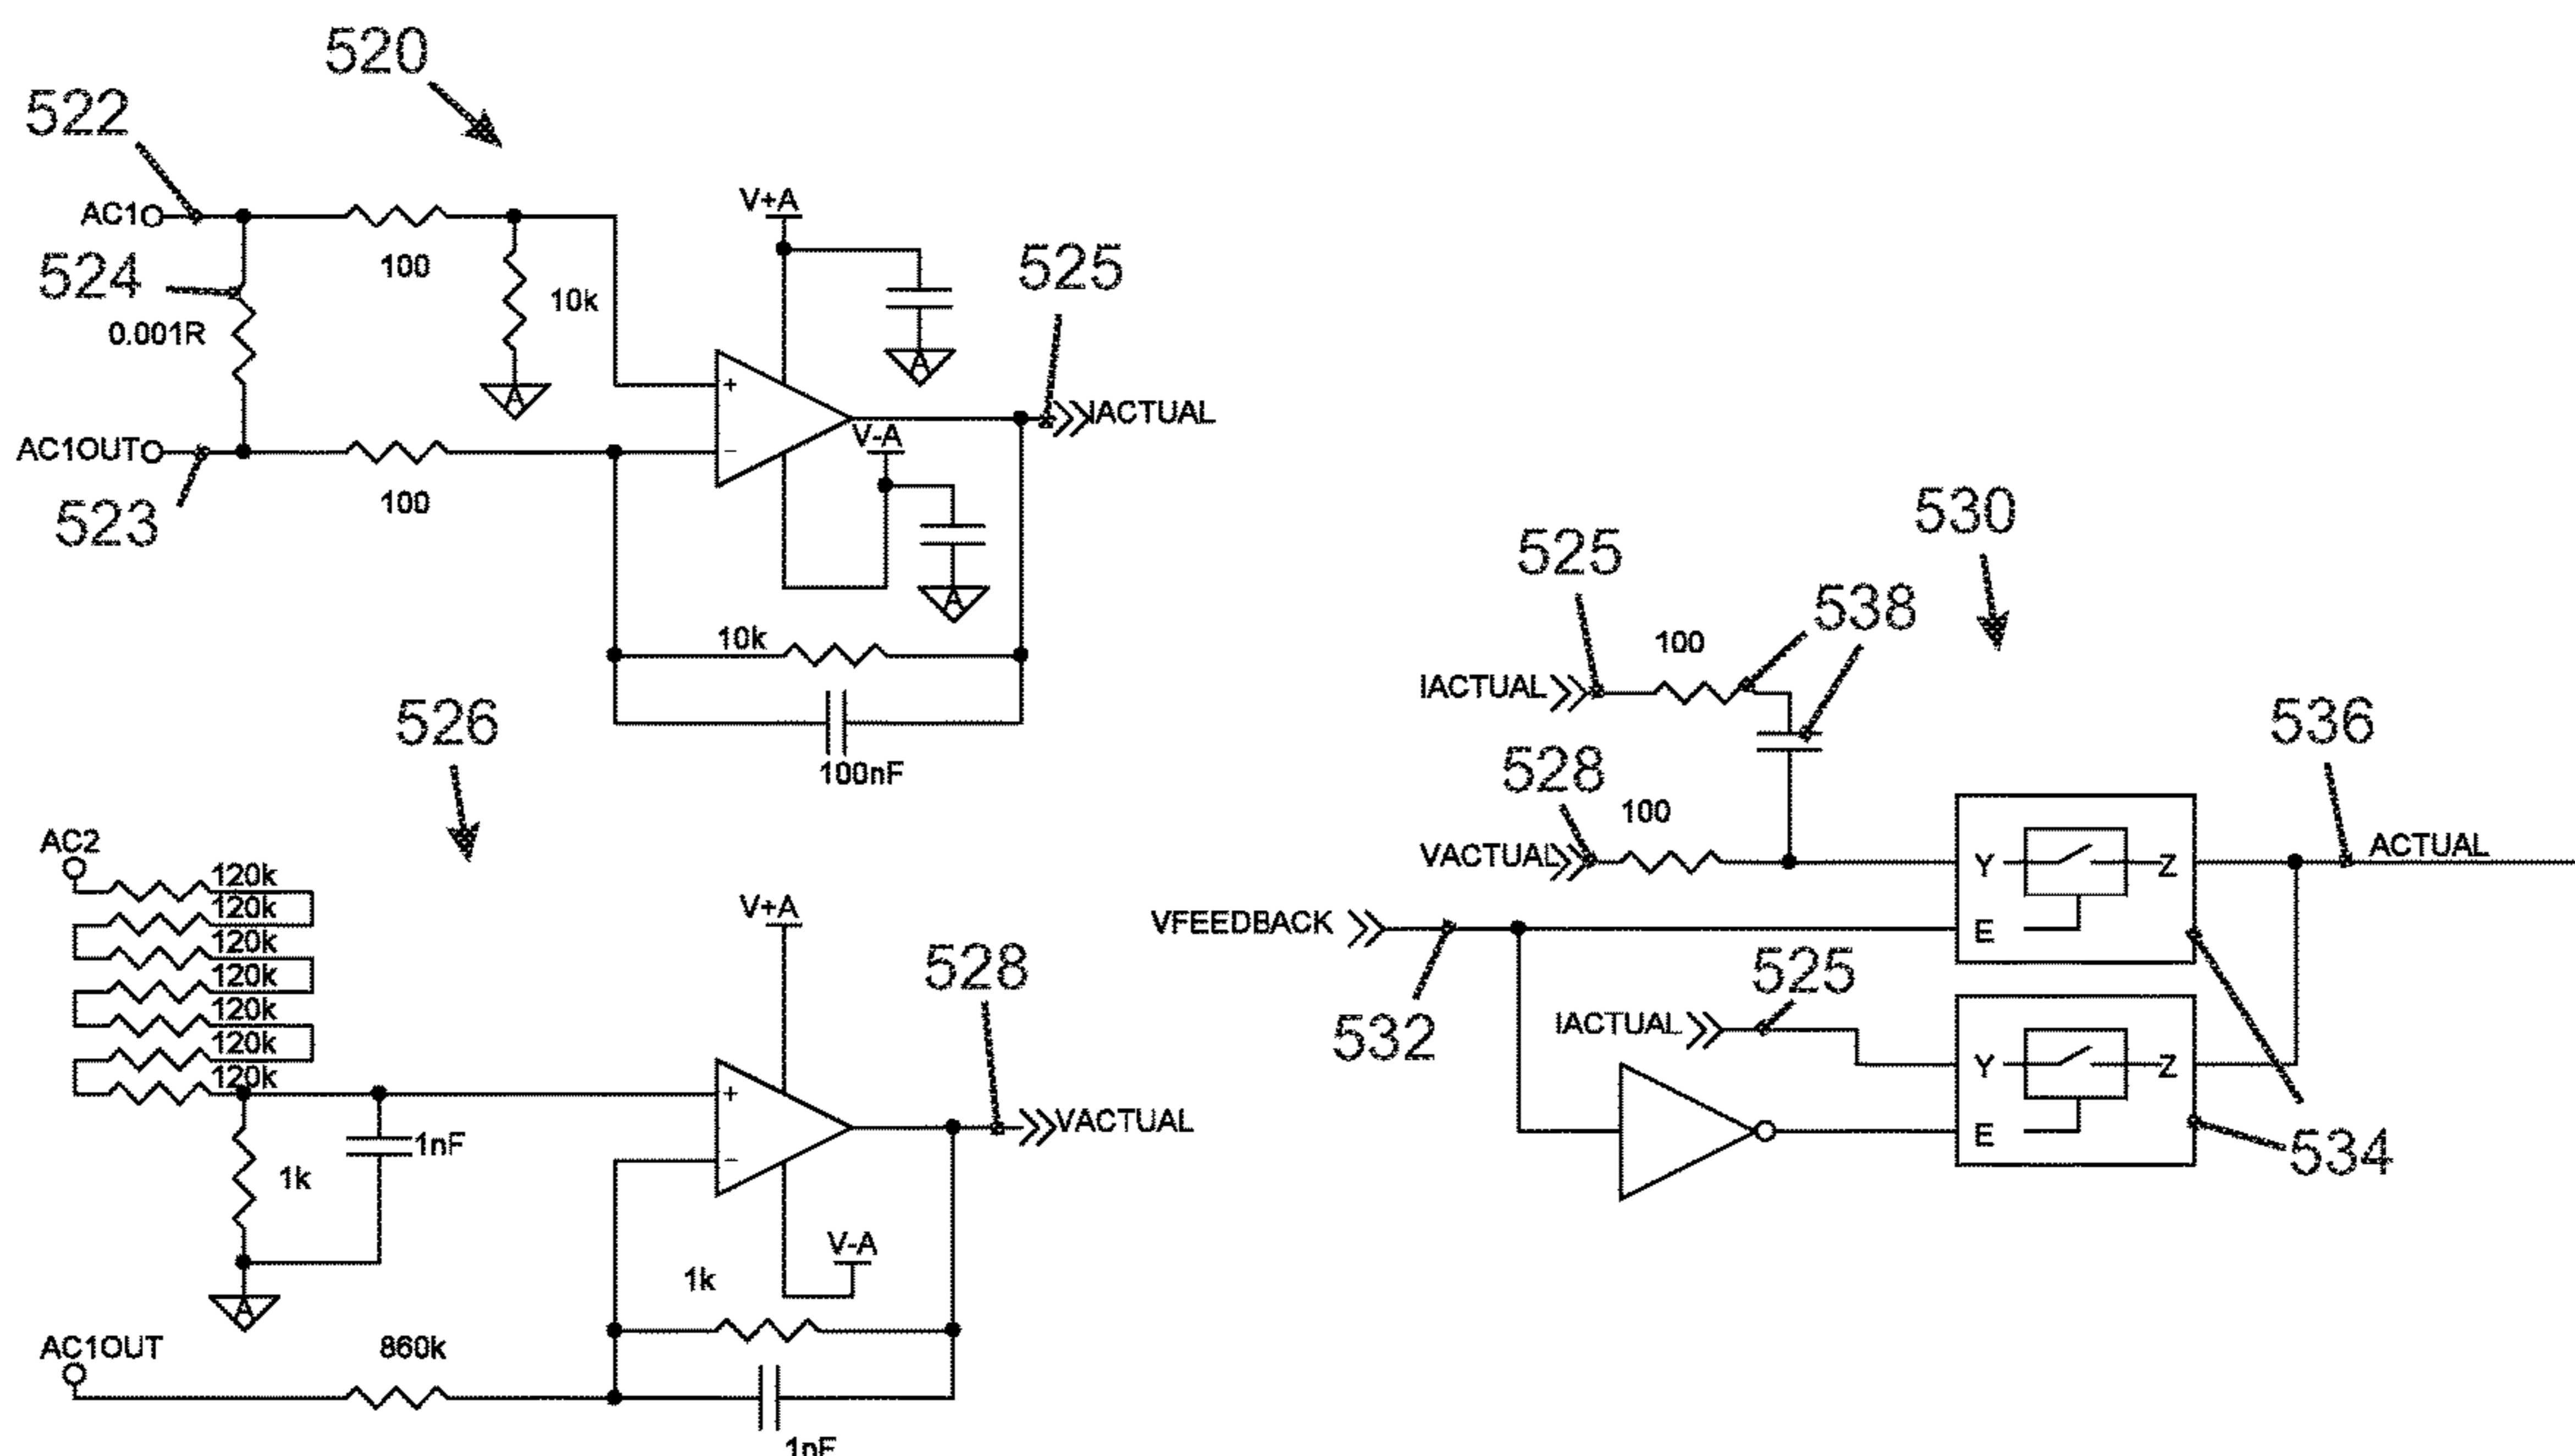 520
522
AC1
524
0.001R
100
10k
V+A
A
A
525
IACTUAL
+
-
V-A
A
AC1OUT
523
100
10k
100nF
526
AC2
120k
120k
120k
120k
120k
120k
120k
1k
1nF
A
V+A
528
VACTUAL
+
-
V-A
1k
AC1OUT
860k
1nF
530
525
538
100
IACTUAL
528
100
VACTUAL
536
ACTUAL
Y
Z
E
VFEEDBACK
532
525
IACTUAL
Y
Z
E
534